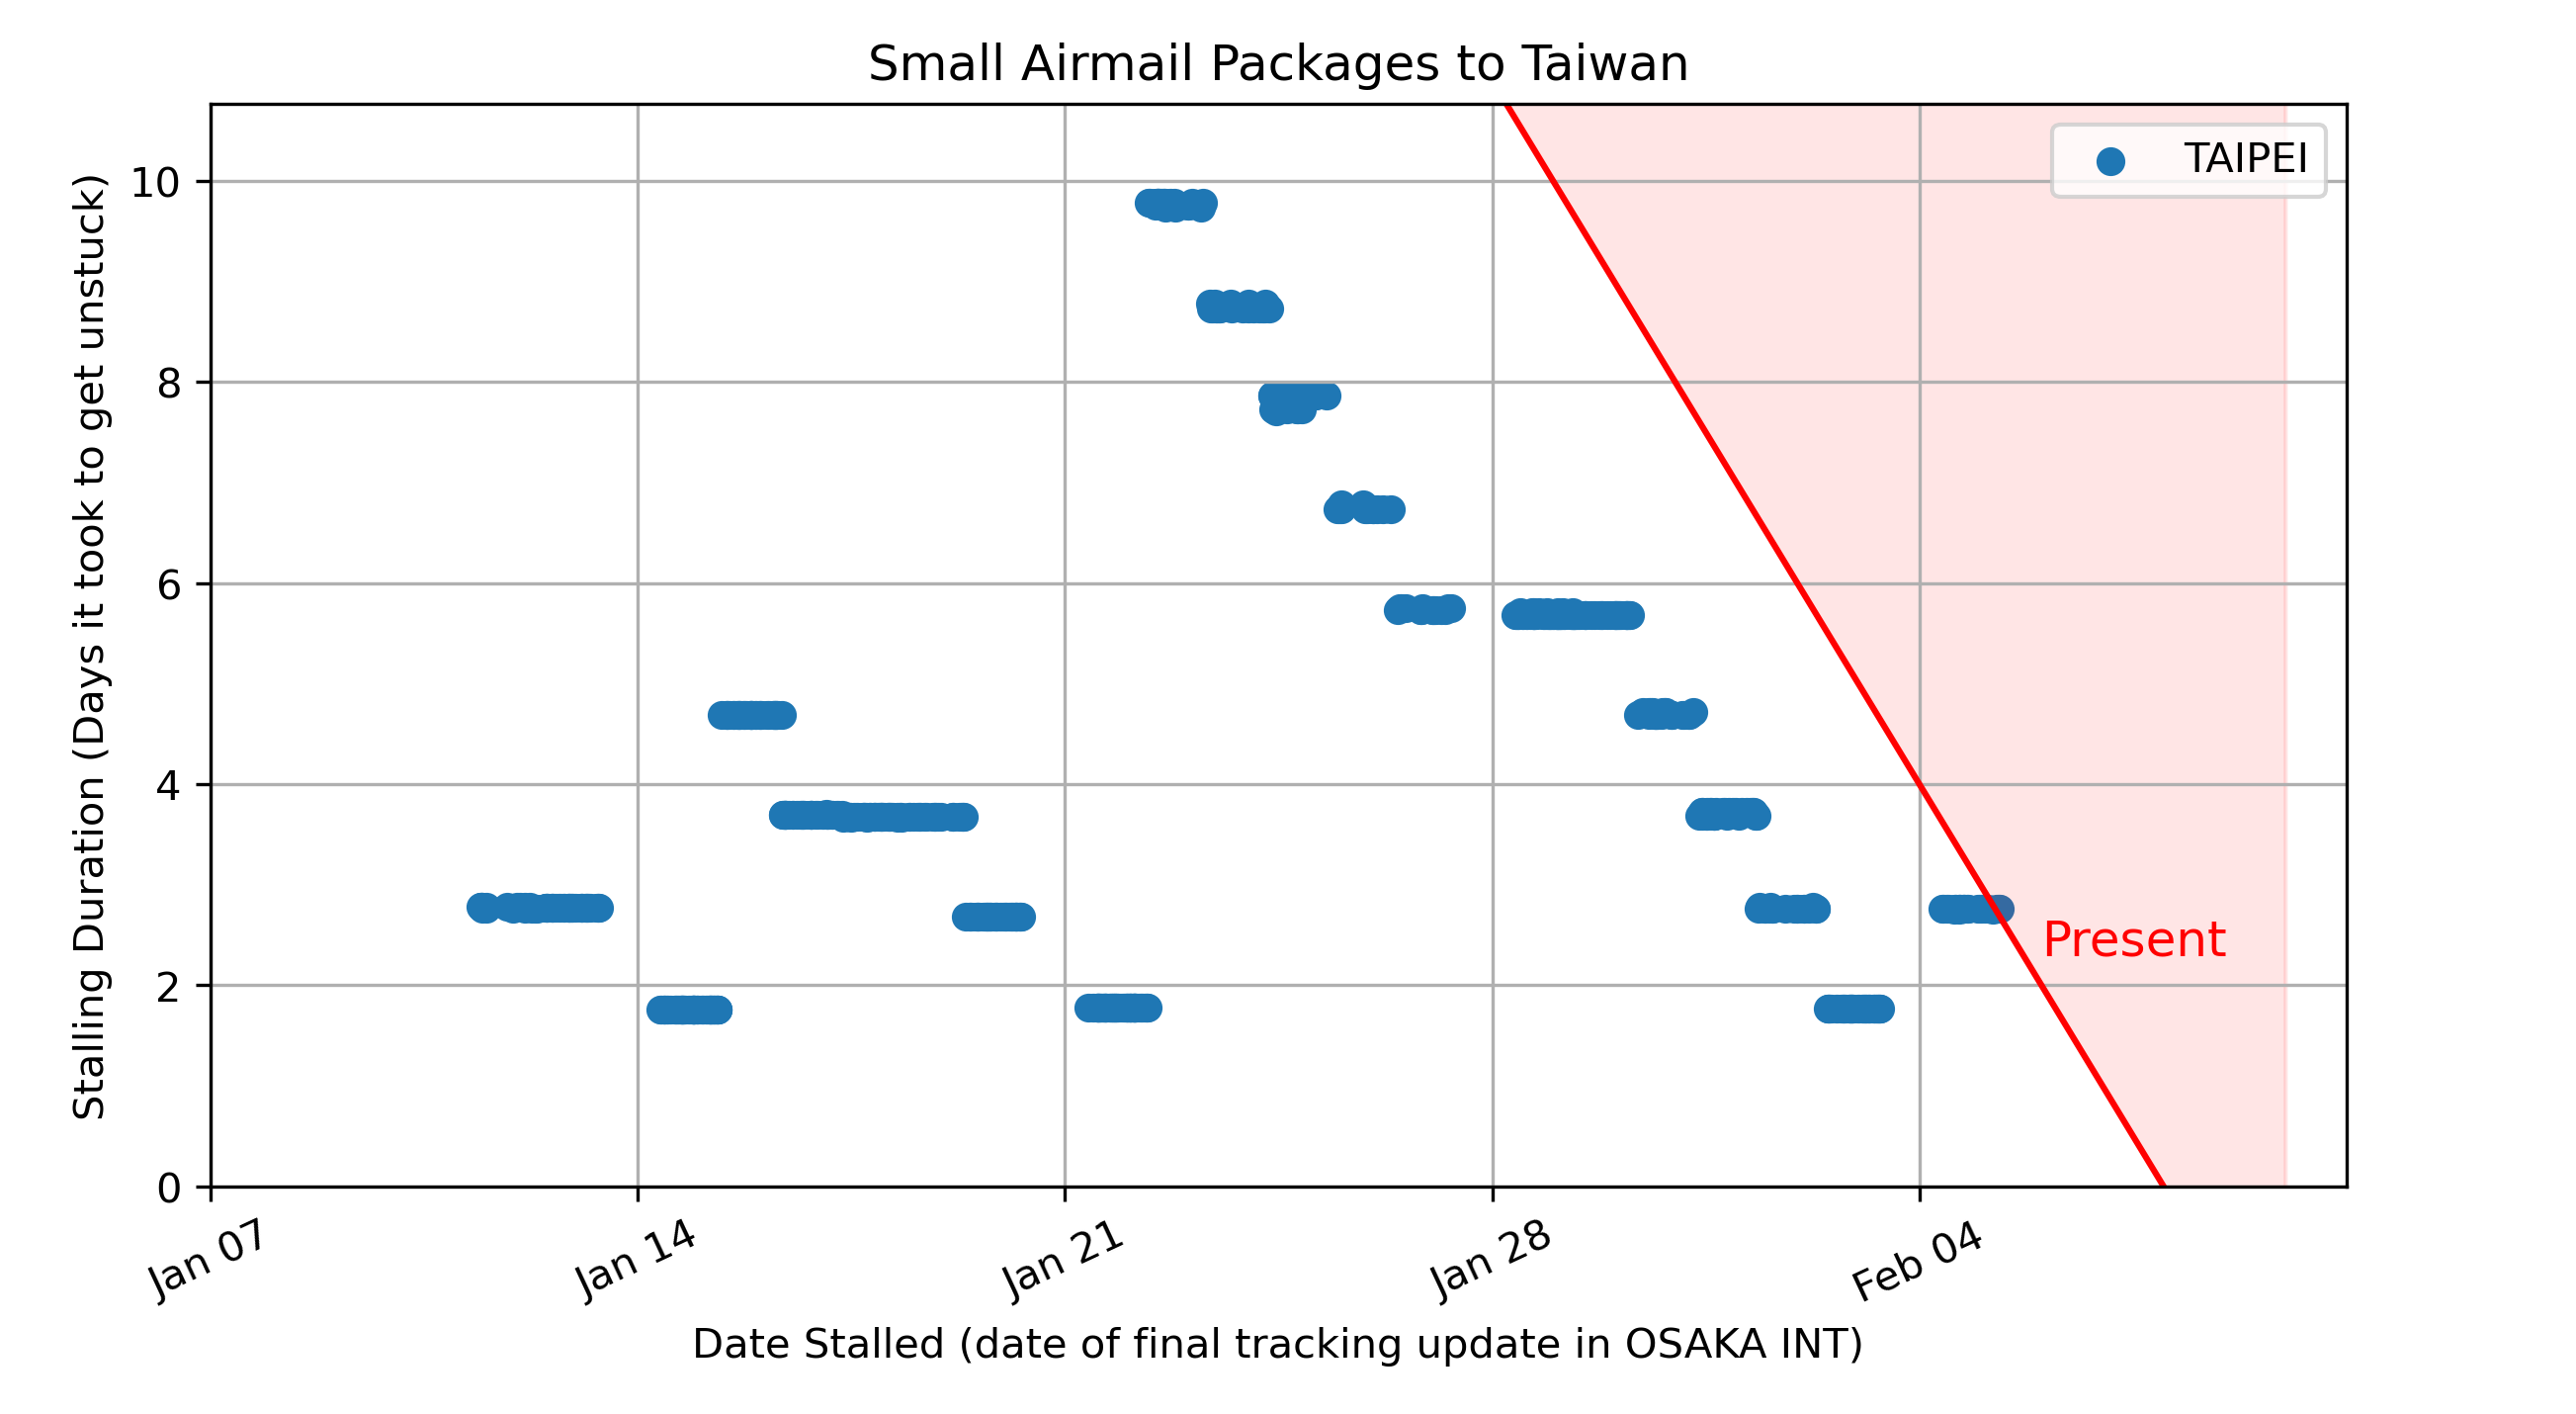 Small Airmail Packages to Taiwan
TAIPEI
Stalling Duration (Days it took to get unstuck)
10
8
6
4
2
0
Present
Jan 07
Jan 14
Jan 21
Jan 28
Feb 04
Date Stalled (date of final tracking update in OSAKA INT)